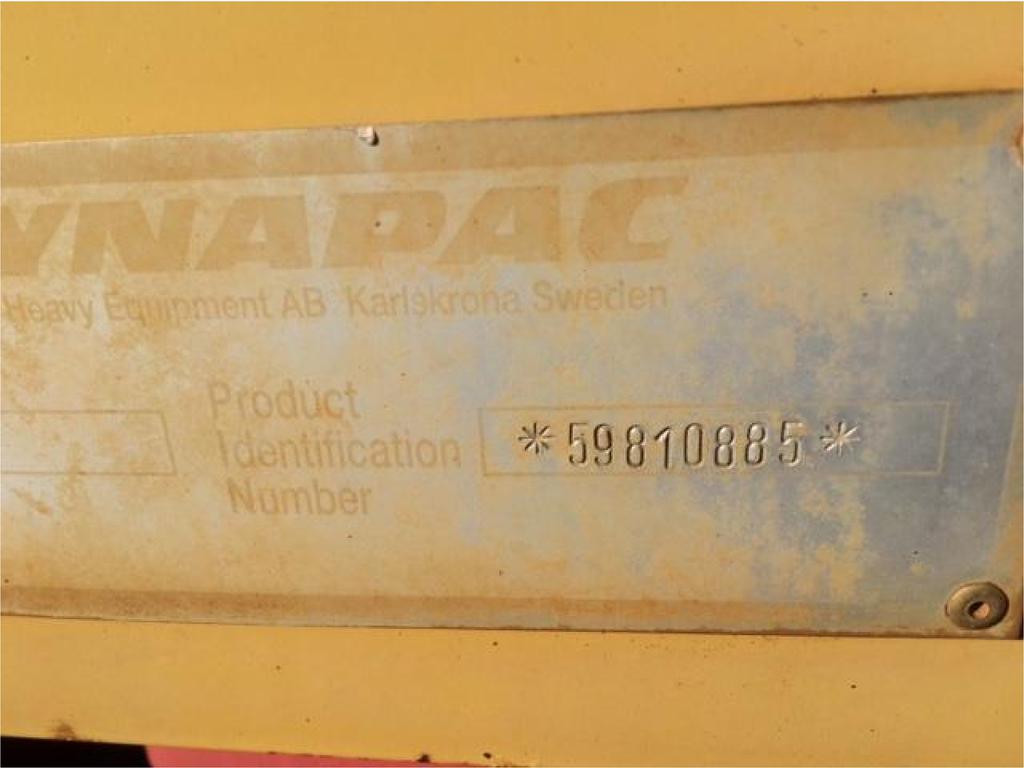 YNAPAC
Heavy Equipment AB Karlskrona Sweden
Product
Identification
Number
*59810885*